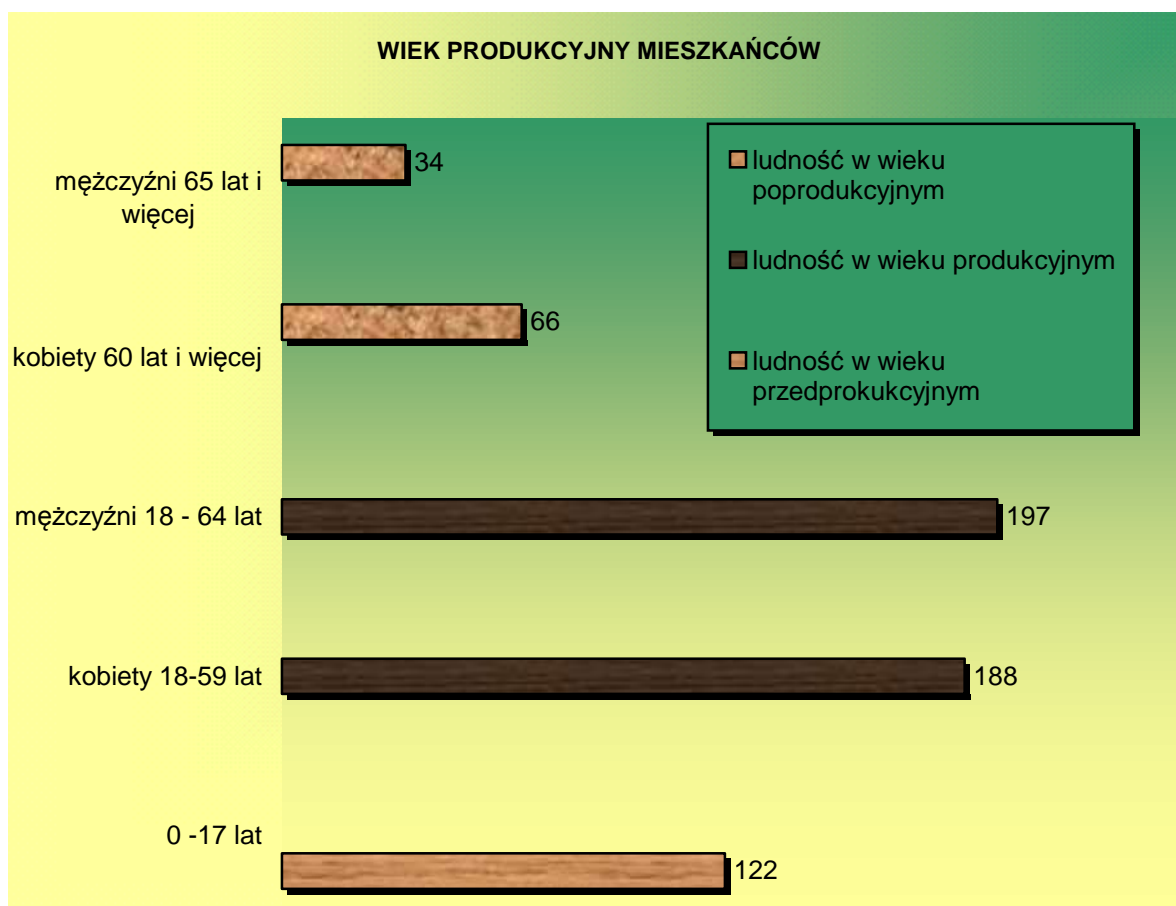 WIEK PRODUKCYJNY MIESZKAŃCÓW
mężczyźni 65 lat i
więcej
34
kobiety 60 lat i więcej
66
mężczyźni 18 - 64 lat
197
kobiety 18-59 lat
188
0 -17 lat
122
ludność w wieku
poprodukcyjnym
ludność w wieku produkcyjnym
ludność w wieku
przedprokukcyjnym